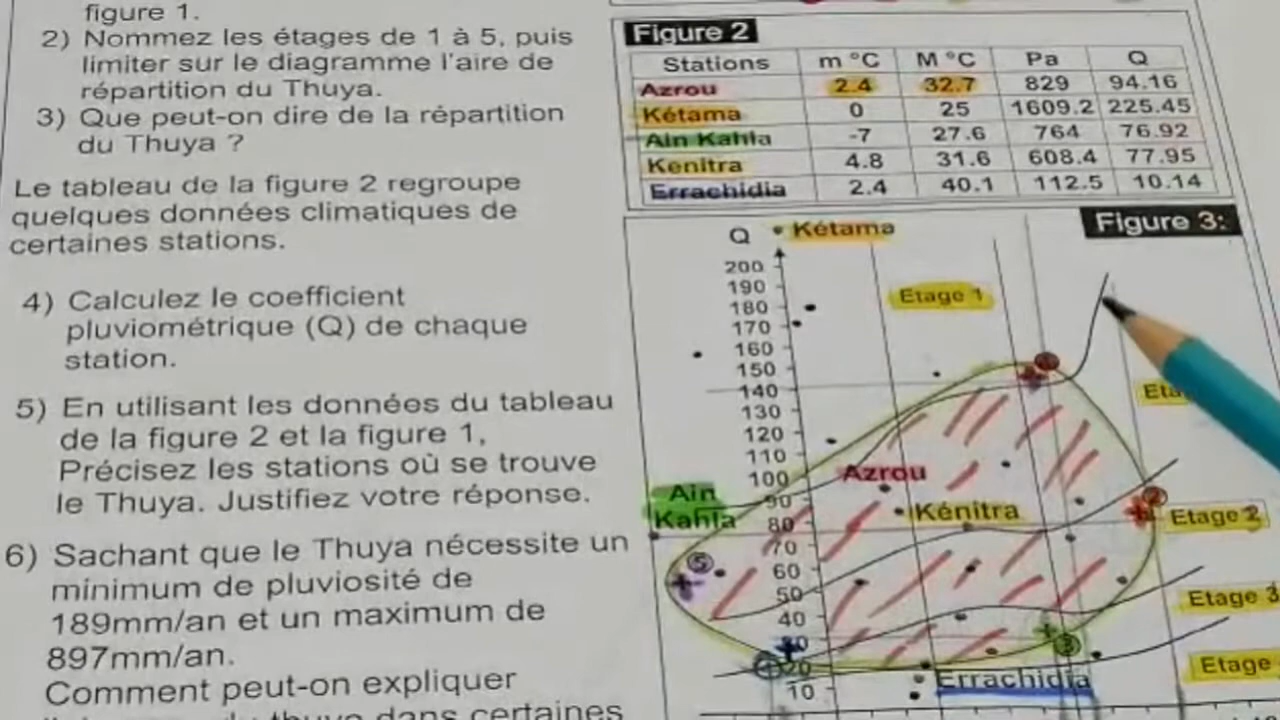 figure 1.
2) Nommez les étages de 1 à 5, puis
limiter sur le diagramme l'aire de
répartition du Thuya.
3) Que peut-on dire de la répartition
du Thuya ?
Le tableau de la figure 2 regroupe
quelques données climatiques de
certaines stations.
4) Calculez le coefficient
pluviométrique (Q) de chaque
station.
5) En utilisant les données du tableau
de la figure 2 et la figure 1,
Précisez les stations où se trouve
le Thuya. Justifiez votre réponse.
6) Sachant que le Thuya nécessite un
minimum de pluviosité de
189mm/an et un maximum de
897mm/an.
Comment peut-on expliquer
dans certaines
Figure 2
Stations m °C M °C Pa Q
Azrou 2.4 32.7 829 94.16
Kétama 0 25 1609.2 225.45
Ain Kahla -7 27.6 764 76.92
Kenitra 4.8 31.6 608.4 77.95
Errachidia 2.4 40.1 112.5 10.14
Figure 3:
Q
Kétama
200
190
180
170
160
150
140
130
120
110
100
90
80
70
60
50
40
30
20
10
Etage 1
Azrou
Ain
Kahla
Kénitra
Etage 2
Etage 3
Etage
Errachidia
1
2
3
4
5